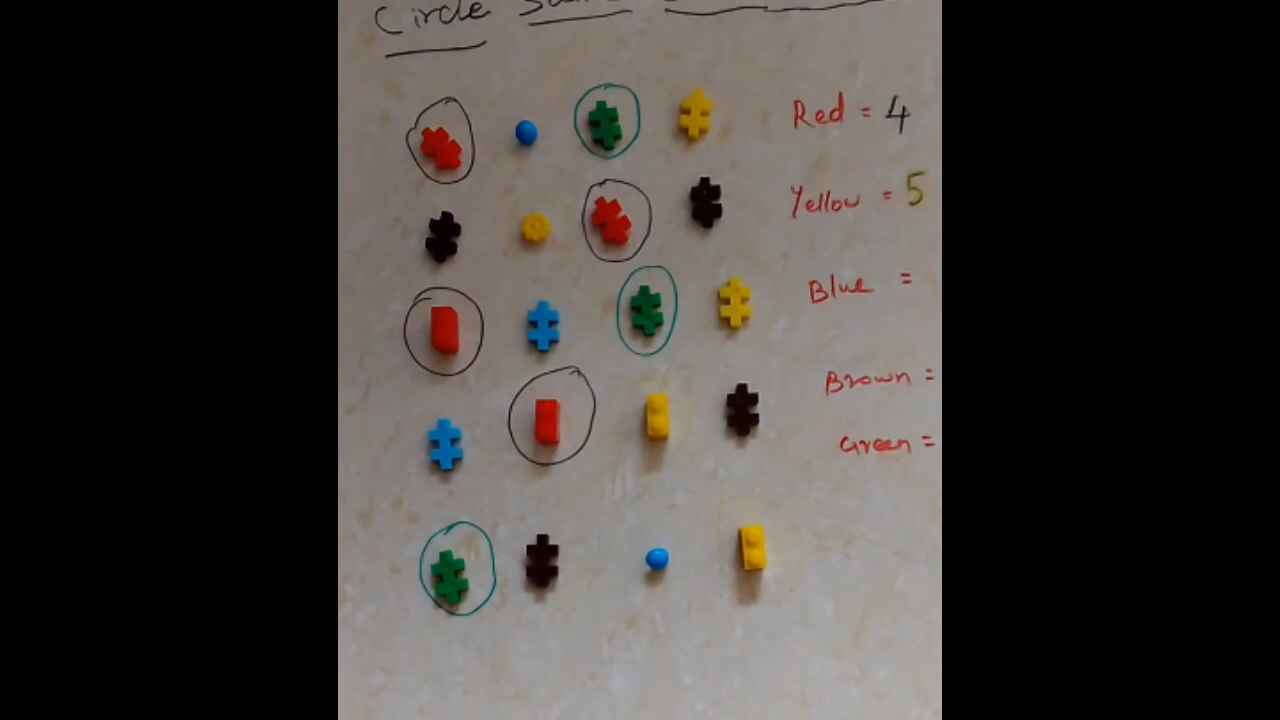 Circle
Red = 4
Yellow = 5
Blue =
Brown =
Green =